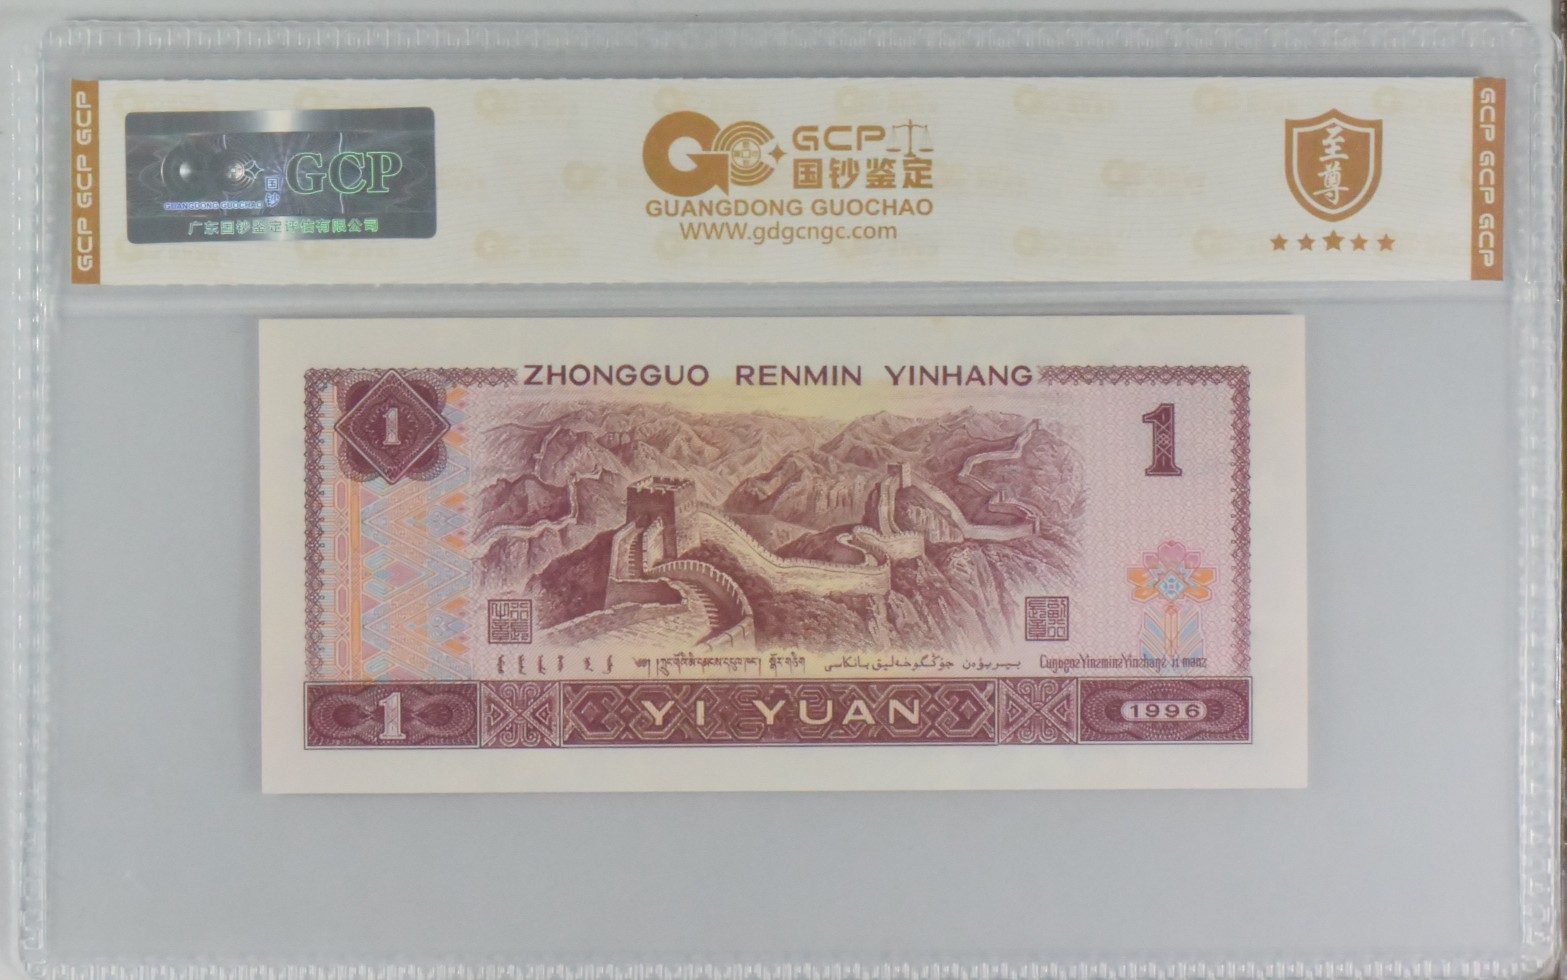 GCP GCP GCP
GCP
国钞
GUANGDONG GUOCHAO
广东国钞鉴定评估有限公司
GCP
国钞鉴定
GUANGDONG GUOCHAO
WWW.gdgcngc.com
至尊
GCP GCP GCP
ZHONGGUO RENMIN YINHANG
1
1
1
YI YUAN
1996